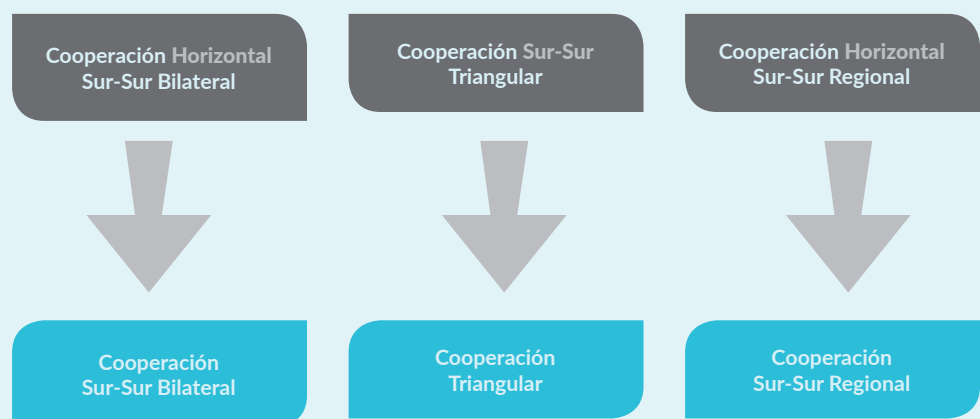 Cooperación Horizontal
Sur-Sur Bilateral
Cooperación Sur-Sur
Triangular
Cooperación Horizontal
Sur-Sur Regional
Cooperación
Sur-Sur Bilateral
Cooperación
Triangular
Cooperación
Sur-Sur Regional